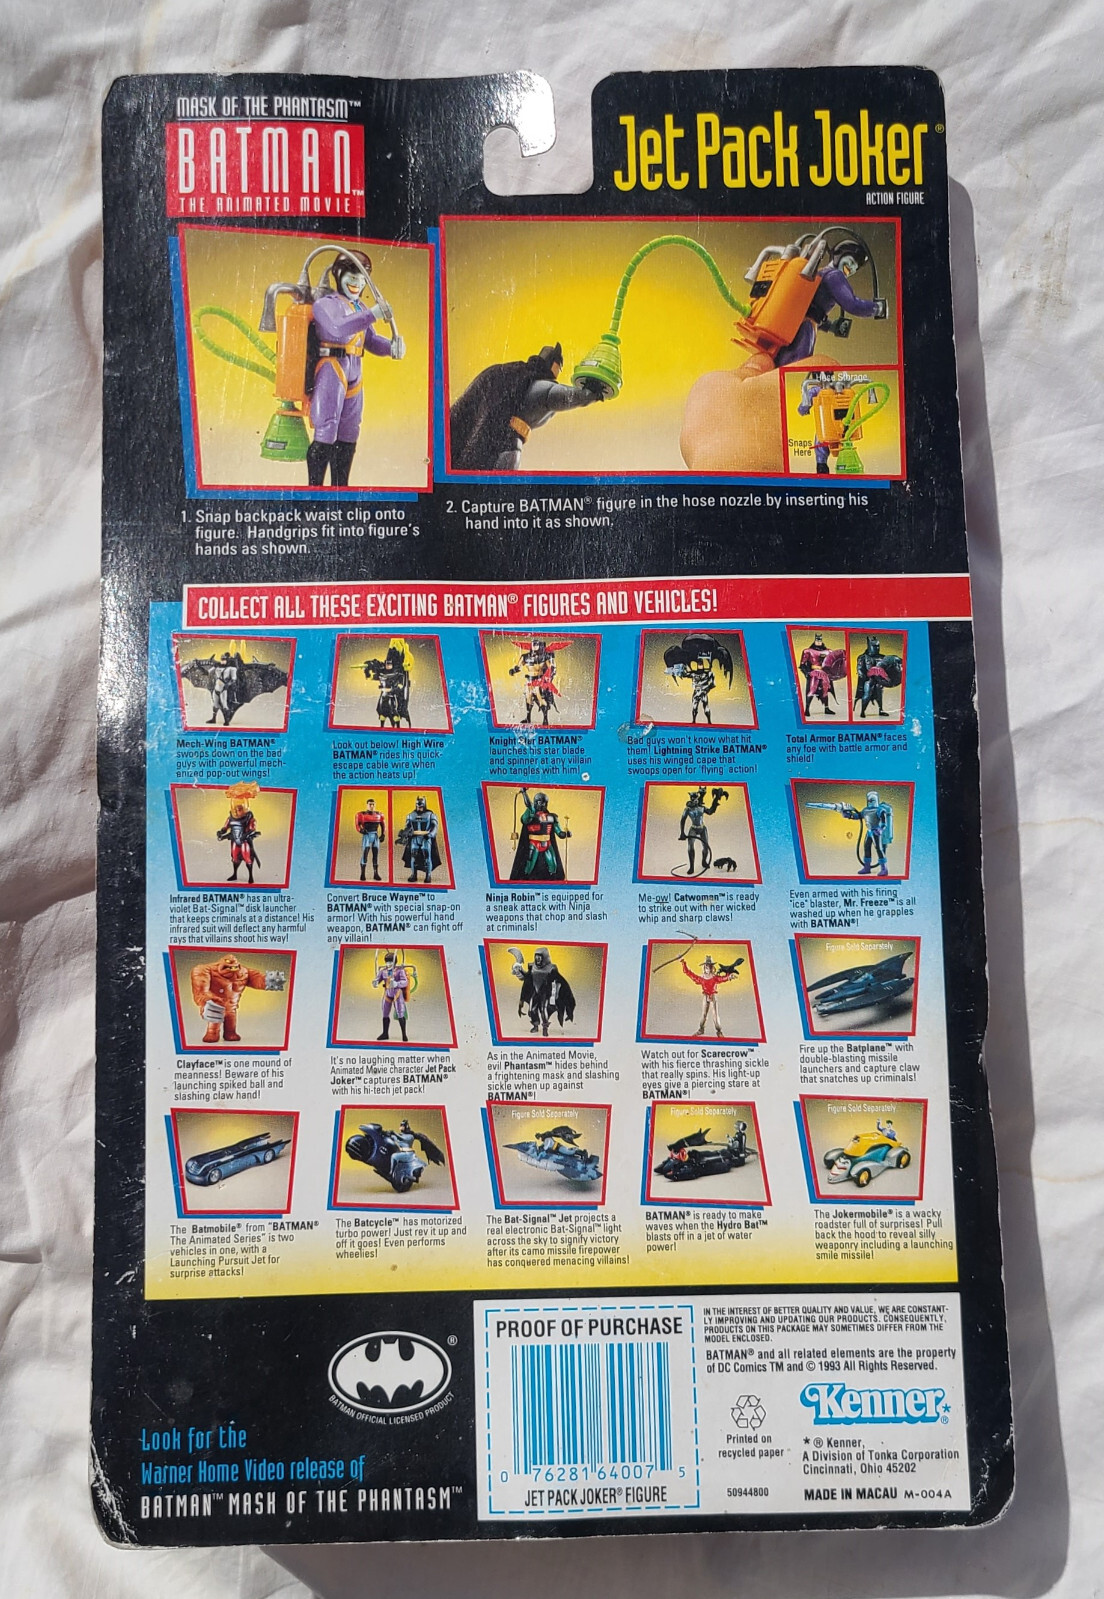 MASK OF THE PHANTASM™
BATMAN™
THE ANIMATED MOVIE
Jet Pack Joker®
ACTION FIGURE
Hose Storage
Snaps
Here
1. Snap backpack waist clip onto
figure. Handgrips fit into figure's
hands as shown.
2. Capture BATMAN® figure in the hose nozzle by inserting his
hand into it as shown.
COLLECT ALL THESE EXCITING BATMAN® FIGURES AND VEHICLES!
Mech-Wing BATMAN®
swoops down on the bad
guys with powerful mech-
anized pop-out wings!
Look out below! High Wire
BATMAN® rides his quick-
escape cable wire when
the action heats up!
Knight Star BATMAN®
launches his star blade
and spinner at any villain
who tangles with him!
Bad guys won't know what hit
them! Lightning Strike BATMAN®
uses his winged cape that
swoops open for 'flying' action!
Total Armor BATMAN® faces
any foe with battle armor and
shield!
Infrared BATMAN® has an ultra-
violet Bat-Signal™ disk launcher
that keeps criminals at a distance! His
infrared suit will deflect any harmful
rays that villains shoot his way!
Convert Bruce Wayne™ to
BATMAN® with special snap-on
armor! With his powerful hand
weapon, BATMAN® can fight off
any villain!
Ninja Robin™ is equipped for
a sneak attack with Ninja
weapons that chop and slash
at criminals!
Me-ow! Catwoman™ is ready
to strike out with her wicked
whip and sharp claws!
Even armed with his firing
"ice" blaster, Mr. Freeze™ is all
washed up when he grapples
with BATMAN®!
Clayface™ is one mound of
meanness! Beware of his
launching spiked ball and
slashing claw hand!
It's no laughing matter when
Animated Movie character Jet Pack
Joker™ captures BATMAN®
with his hi-tech jet pack!
As in the Animated Movie,
evil Phantasm™ hides behind
a frightening mask and slashing
sickle when up against
BATMAN®!
Watch out for Scarecrow™
with his fierce thrashing sickle
that really spins. His light-up
eyes give a piercing stare at
BATMAN®!
Figure Sold Separately
Fire up the Batplane™ with
double-blasting missile
launchers and capture claw
that snatches up criminals!
The Batmobile® from "BATMAN®
The Animated Series" is two
vehicles in one, with a
Launching Pursuit Jet for
surprise attacks!
The Batcycle™ has motorized
turbo power! Just rev it up and
off it goes! Even performs
wheelies!
Figure Sold Separately
The Bat-Signal Jet projects a
real electronic Bat-Signal™ light
across the sky to signify victory
after its camo missile firepower
has conquered menacing villains!
Figure Sold Separately
BATMAN® is ready to make
waves when the Hydro Bat™
blasts off in a jet of water
power!
Figure Sold Separately
The Jokermobile® is a wacky
roadster full of surprises! Pull
back the hood to reveal silly
weaponry including a launching
smile missile!
®
BATMAN OFFICIAL LICENSED PRODUCT
Look for the
Warner Home Video release of
BATMAN™ MASK OF THE PHANTASM™
PROOF OF PURCHASE
0 76281 64007 5
JET PACK JOKER® FIGURE
IN THE INTEREST OF BETTER QUALITY AND VALUE, WE ARE CONSTANT-
LY IMPROVING AND UPDATING OUR PRODUCTS. CONSEQUENTLY,
PRODUCTS ON THIS PACKAGE MAY SOMETIMES DIFFER FROM THE
MODEL ENCLOSED.
BATMAN® and all related elements are the property
of DC Comics TM and © 1993 All Rights Reserved.
Kenner*®
Printed on
recycled paper
* ® Kenner,
A Division of Tonka Corporation
Cincinnati, Ohio 45202
50944800
MADE IN MACAU M-004A